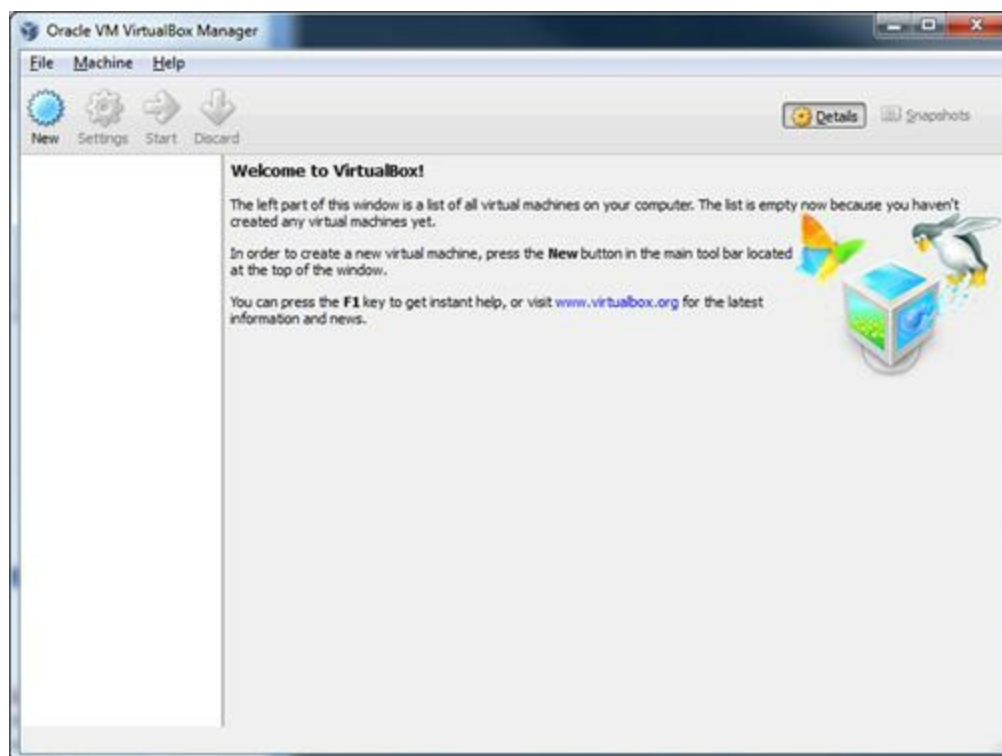 Oracle VM VirtualBox Manager
File Machine Help
New Settings Start Discard
Details Snapshots
Welcome to VirtualBox!
The left part of this window is a list of all virtual machines on your computer. The list is empty now because you haven't
created any virtual machines yet.
In order to create a new virtual machine, press the New button in the main tool bar located
at the top of the window.
You can press the F1 key to get instant help, or visit www.virtualbox.org for the latest
information and news.